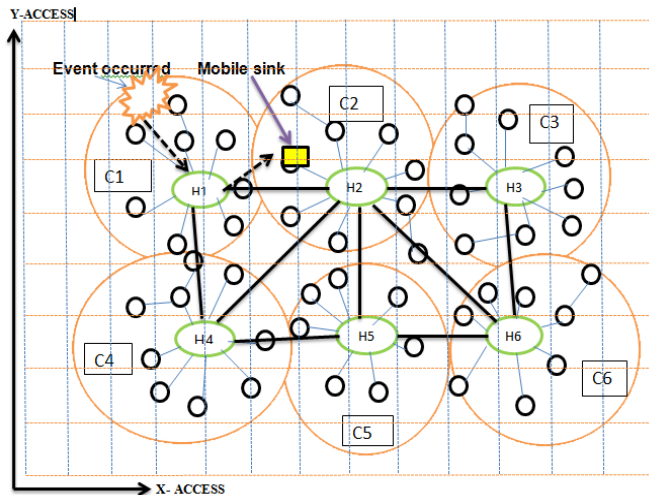 Y-ACCESS
Event occurred
Mobile sink
C2
C3
C1
H1
H2
H3
H4
H5
H6
C4
C6
C5
X- ACCESS